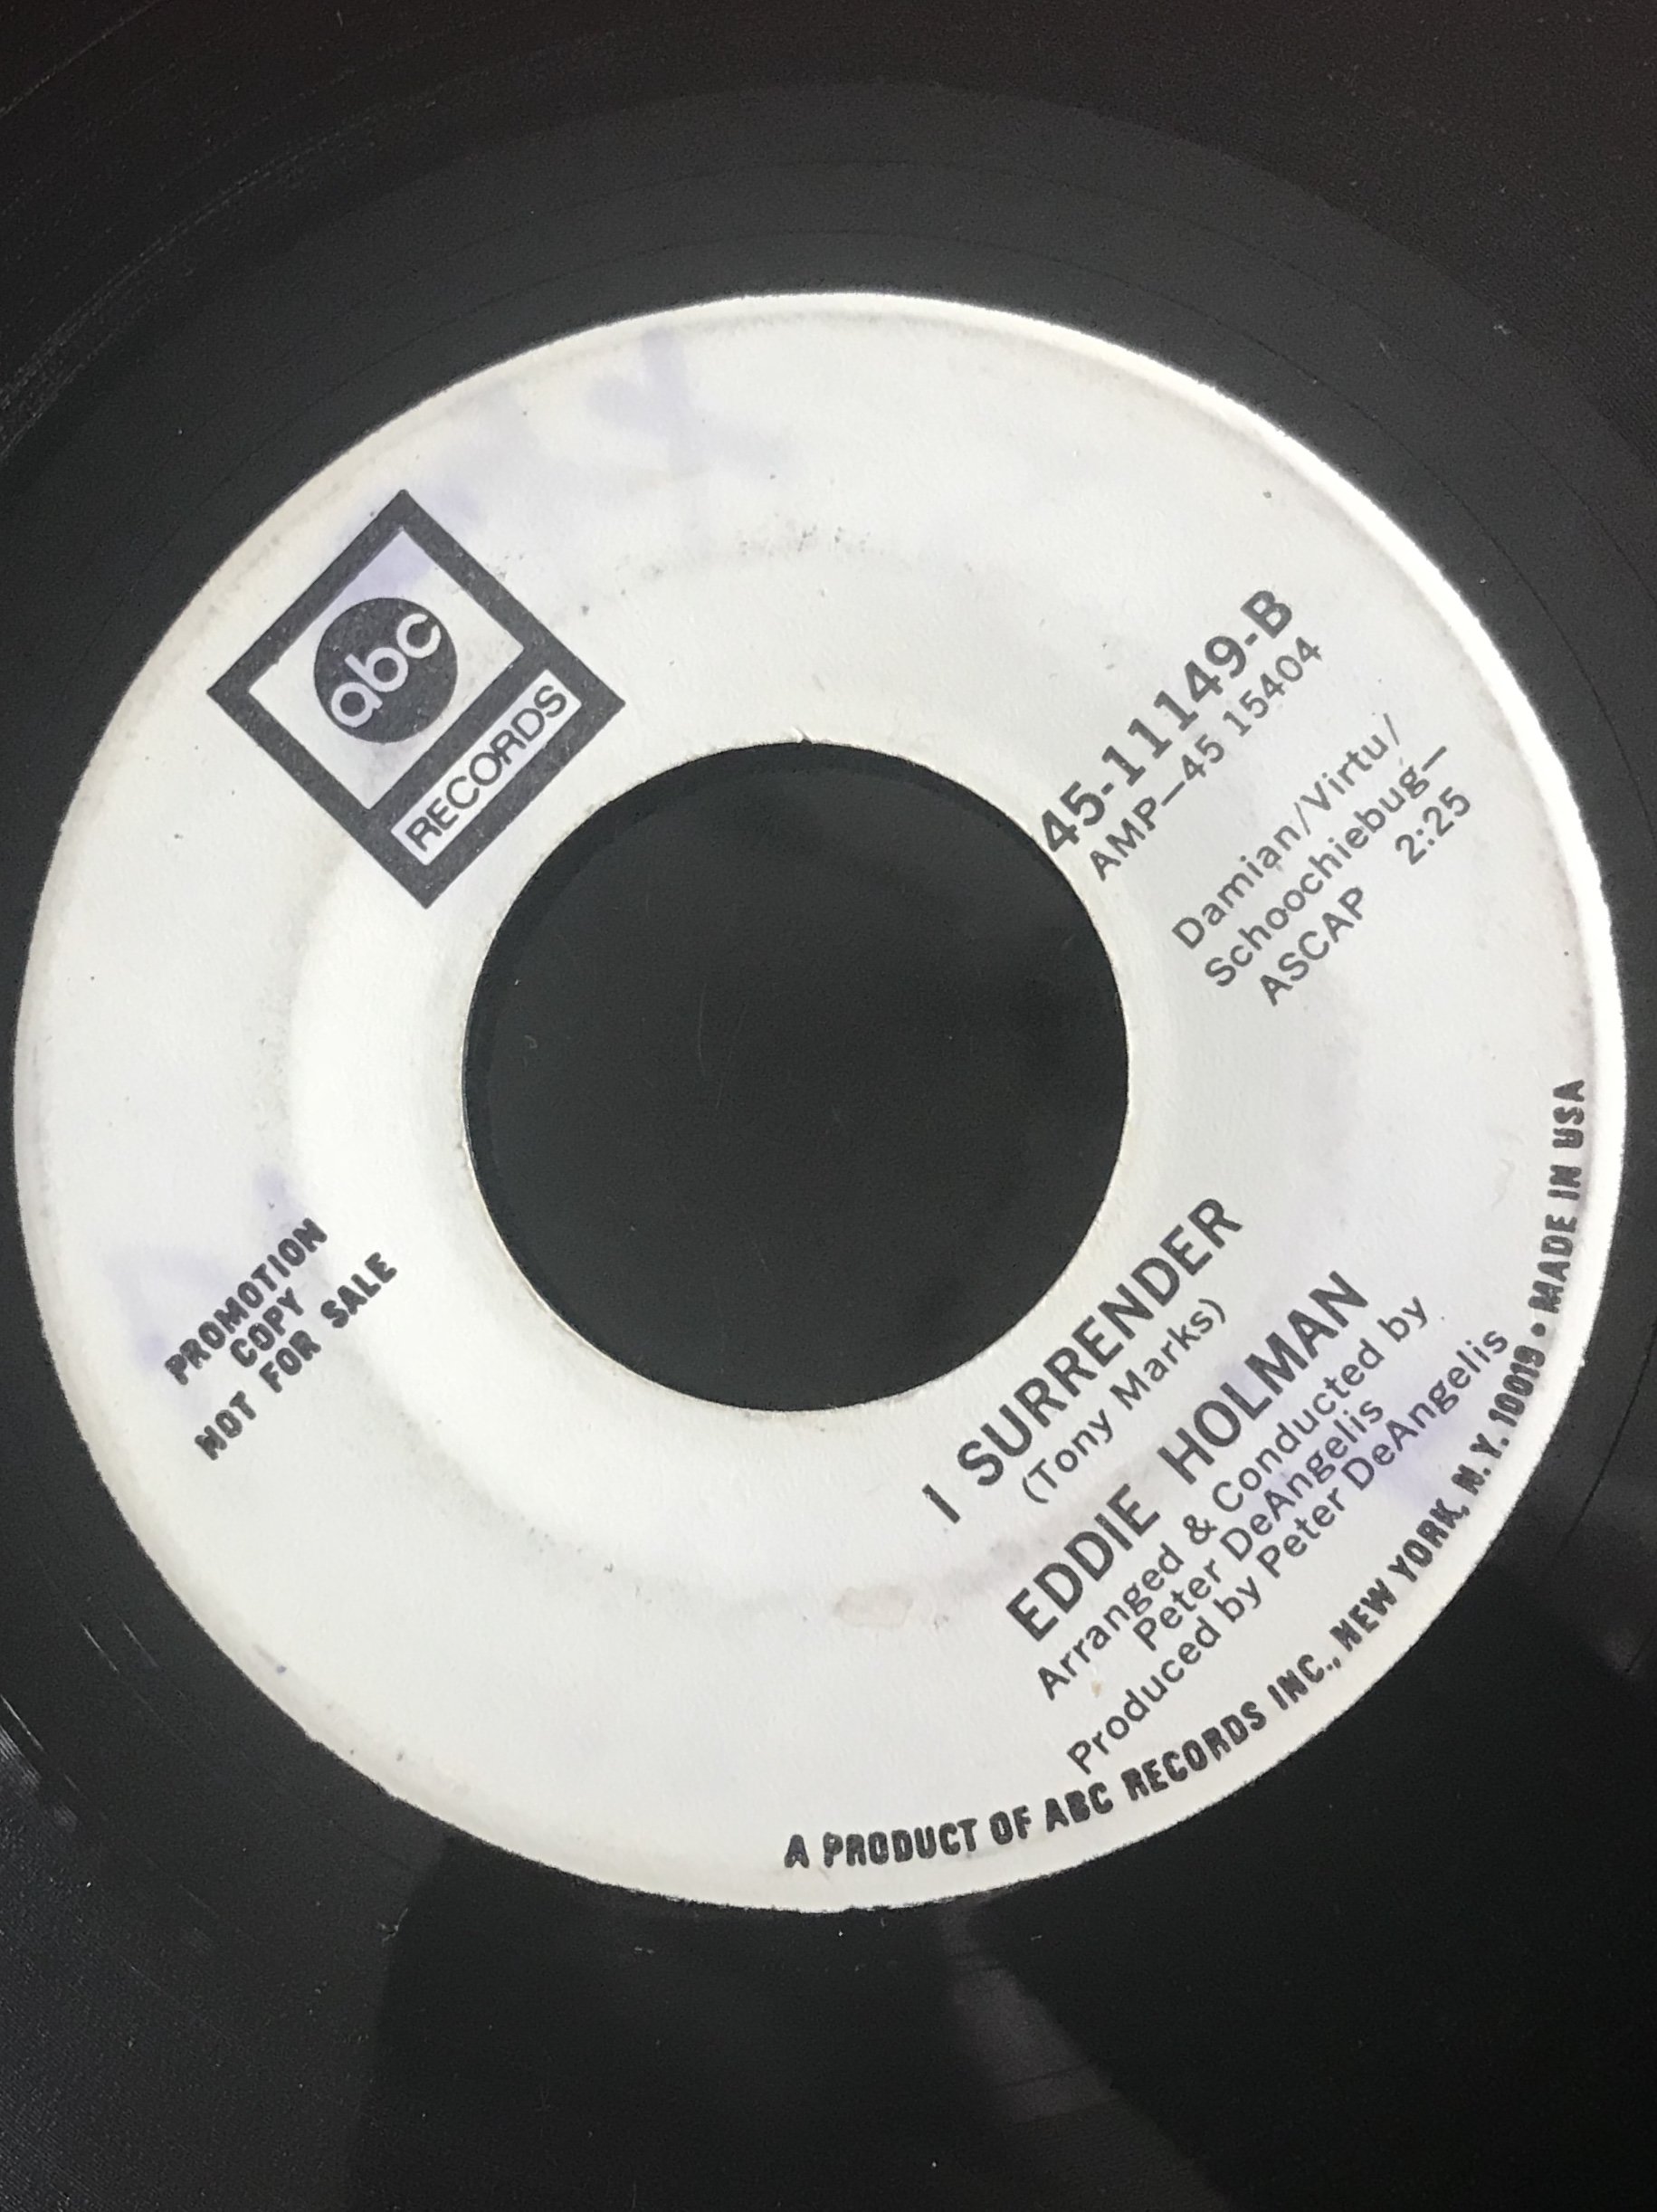 abc
RECORDS
45-11149-B
AMP—45 15404
Damian/Virtu/
Schoochiebug—
ASCAP 2:25
PROMOTION
COPY
NOT FOR SALE
I SURRENDER
(Tony Marks)
EDDIE HOLMAN
Arranged & Conducted by
Peter DeAngelis
Produced by Peter DeAngelis
A PRODUCT OF ABC RECORDS INC., NEW YORK, N.Y. 10019 • MADE IN USA